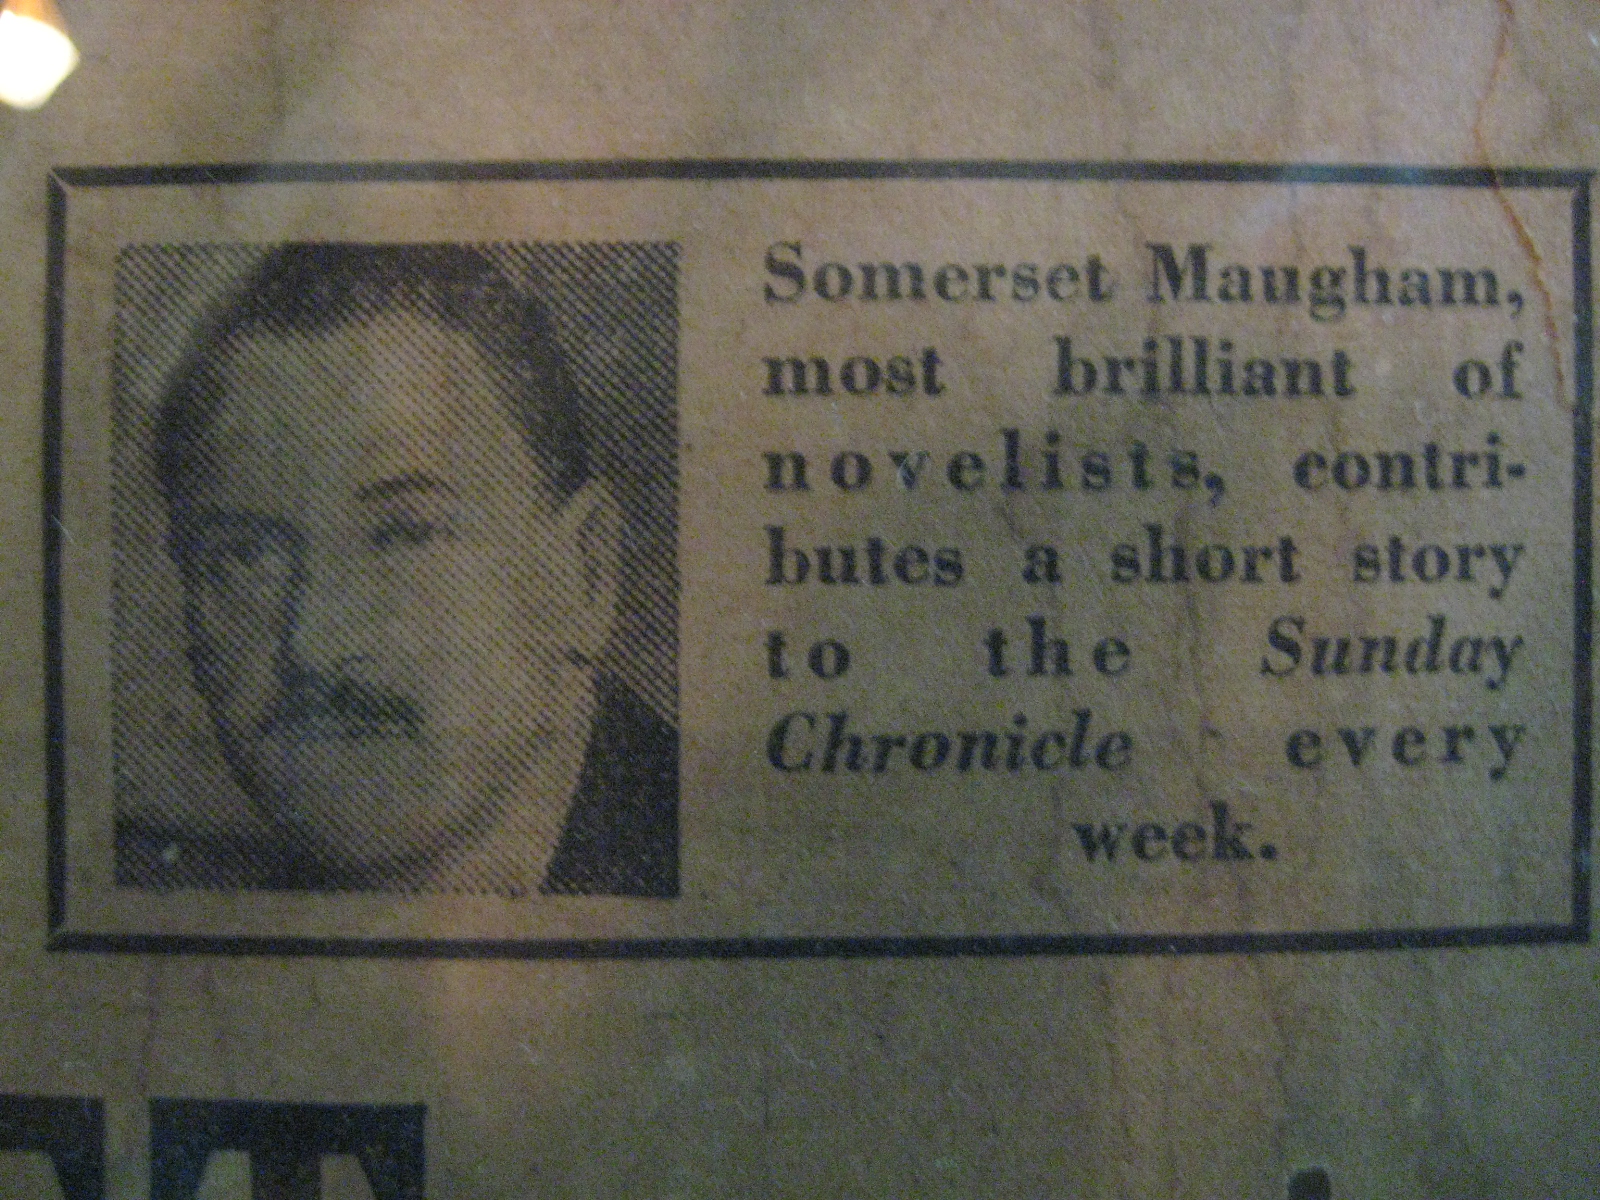 Somerset Maugham,
most brilliant of
novelists, contri-
butes a short story
to the Sunday
Chronicle every
week.